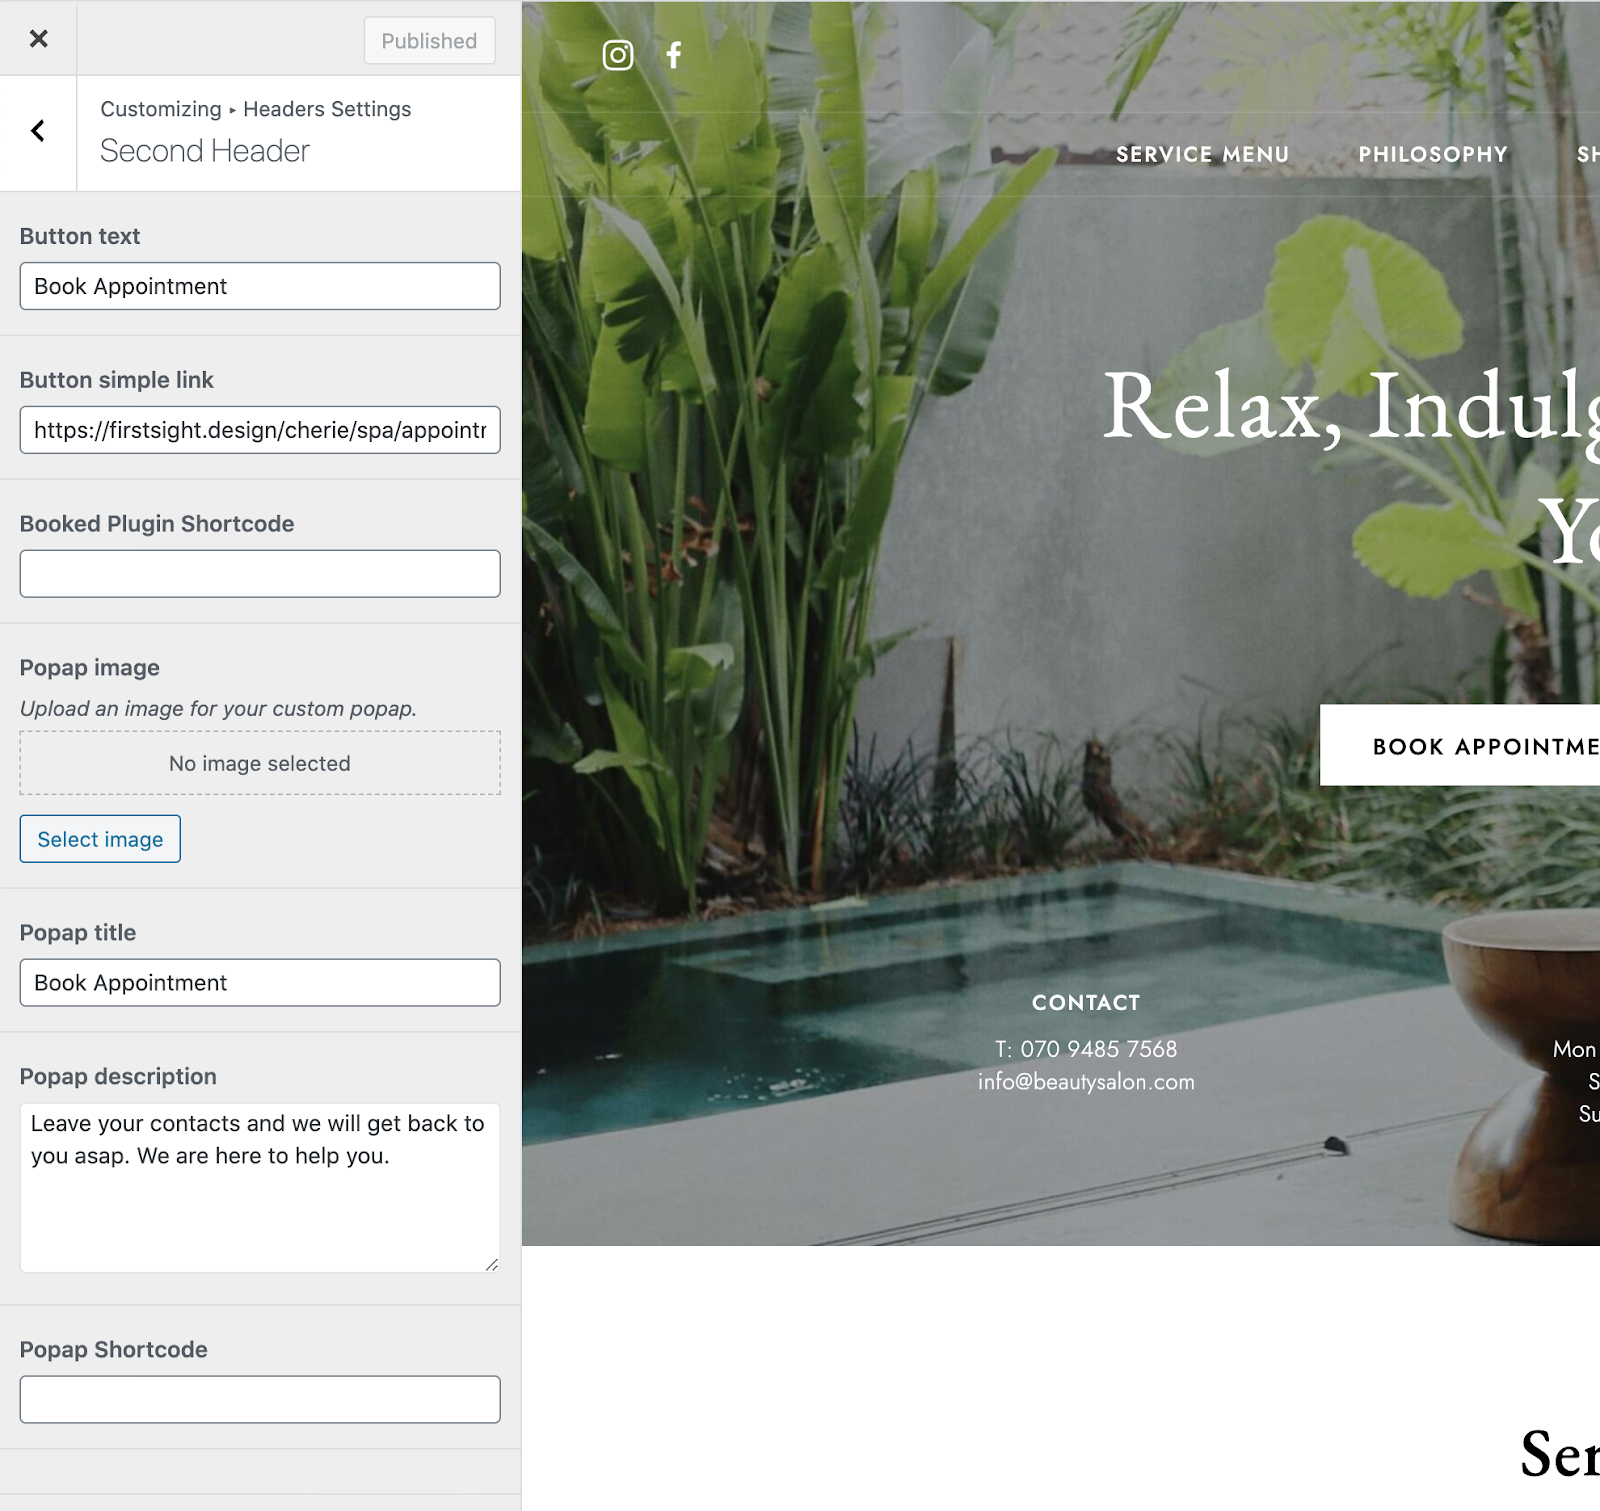 Published
Customizing ▸ Headers Settings
Second Header
Button text
Book Appointment
Button simple link
https://firstsight.design/cherie/spa/appointr
Booked Plugin Shortcode
Popap image
Upload an image for your custom popap.
No image selected
Select image
Popap title
Book Appointment
Popap description
Leave your contacts and we will get back to
you asap. We are here to help you.
Popap Shortcode
SERVICE MENU PHILOSOPHY SH
Relax, Indulg
Yo
BOOK APPOINTME
CONTACT
T: 070 9485 7568
info@beautysalon.com
Mon
S
Su
Ser